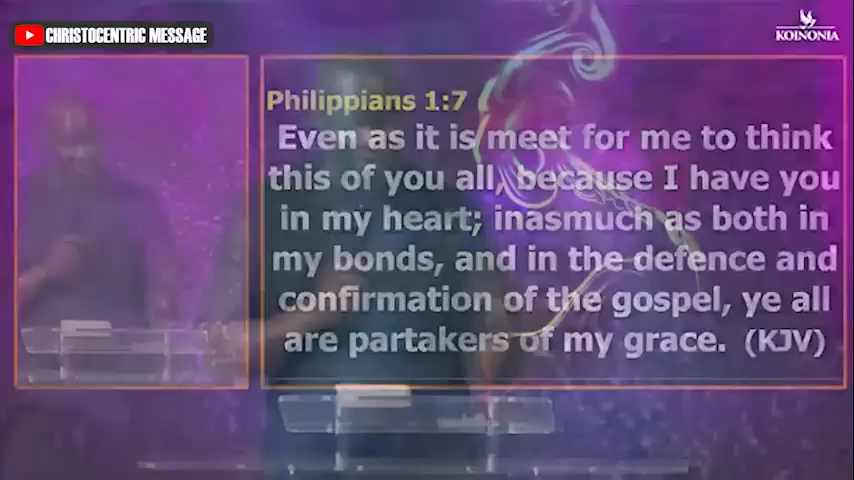 CHRISTOCENTRIC MESSAGE
KOINONIA
Philippians 1:7
Even as it is meet for me to think
this of you all, because I have you
in my heart; inasmuch as both in
my bonds, and in the defence and
confirmation of the gospel, ye all
are partakers of my grace. (KJV)